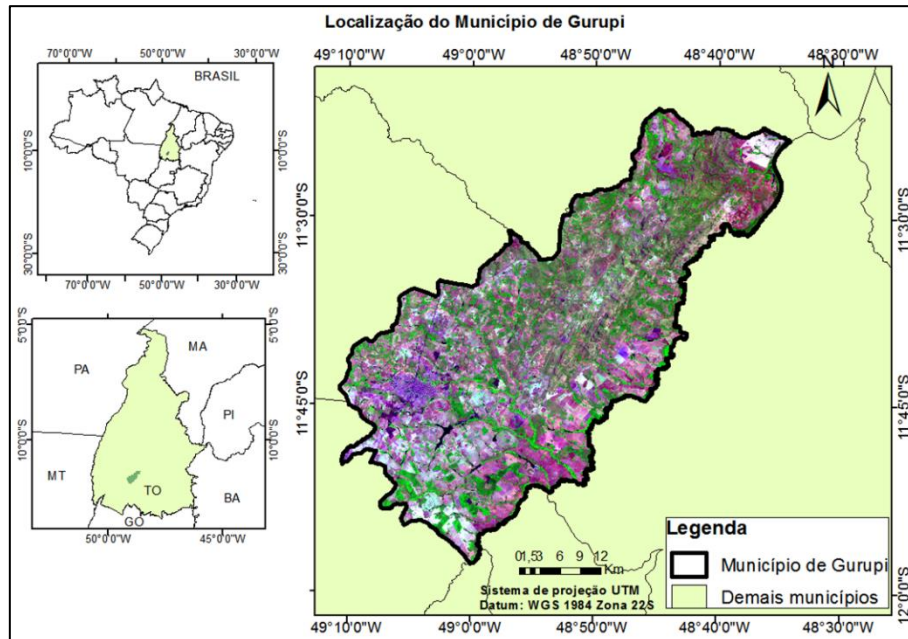 Localização do Município de Gurupi
70°0'0"W 50°0'0"W 30°0'0"W
BRASIL
10°0'0"S
10°0'0"S
30°0'0"S
30°0'0"S
70°0'0"W 50°0'0"W 30°0'0"W
5°0'0"S
5°0'0"S
PA
MA
PI
10°0'0"S
10°0'0"S
MT
TO
BA
GO
50°0'0"W 45°0'0"W
49°10'0"W 49°0'0"W 48°50'0"W 48°40'0"W 48°30'0"W
N
11°30'0"S
11°30'0"S
11°45'0"S
11°45'0"S
12°0'0"S
0 1,5 3 6 9 12
Km
Sistema de projeção UTM
Datum: WGS 1984 Zona 22S
Legenda
Município de Gurupi
Demais municípios
49°10'0"W 49°0'0"W 48°50'0"W 48°40'0"W 48°30'0"W